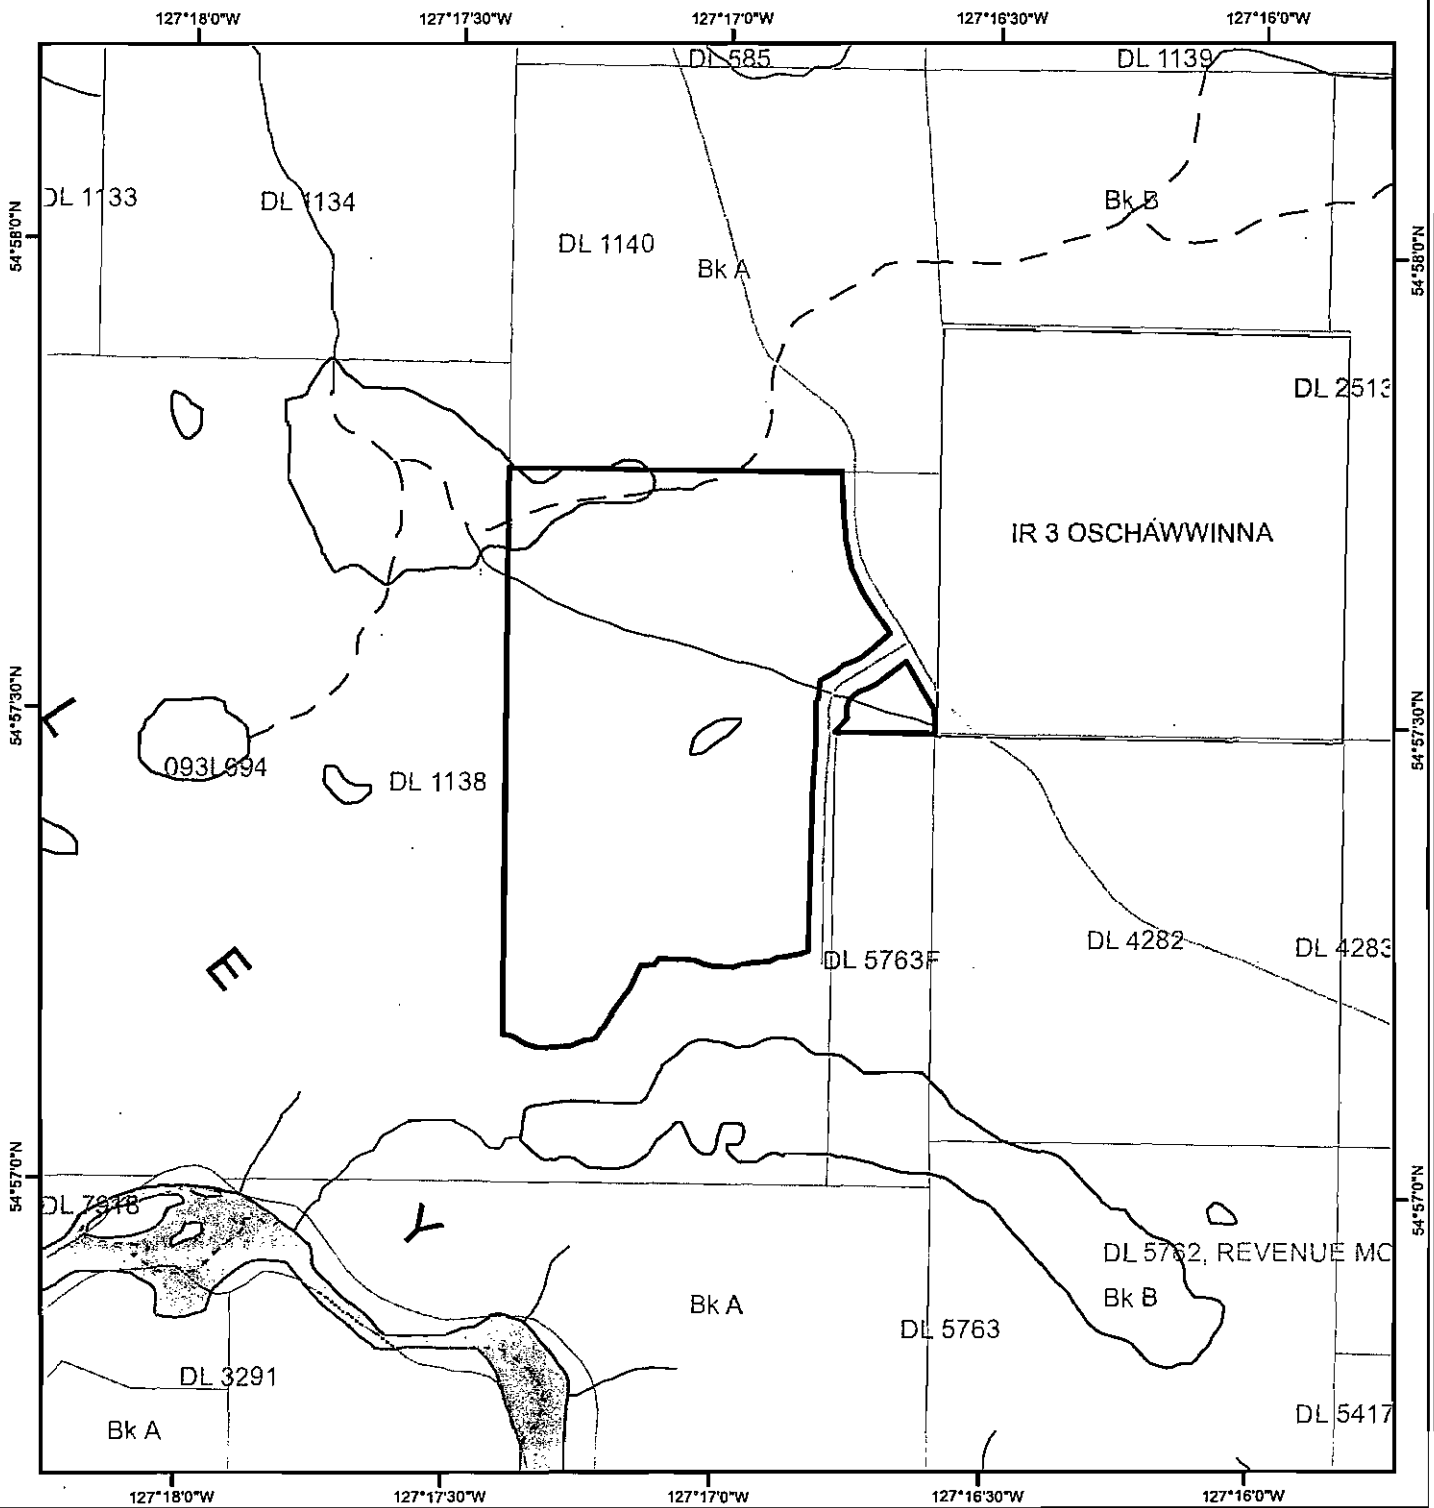 127°18'0"W 127°17'30"W 127°17'0"W 127°16'30"W 127°16'0"W
DL 585
DL 1139
DL 1133
DL 1134
Bk B
54°58'0"N
DL 1140
54°58'0"N
Bk A
DL 2513
IR 3 OSCHAWWINNA
54°57'30"N
L
54°57'30"N
093L094
DL 1138
DL 4282
DL 4283
DL 5763F
E
54°57'0"N
54°57'0"N
DL 7918
Y
DL 5762, REVENUE MC
Bk B
Bk A
DL 5763
DL 3291
DL 5417
Bk A
127°18'0"W 127°17'30"W 127°17'0"W 127°16'30"W 127°16'0"W